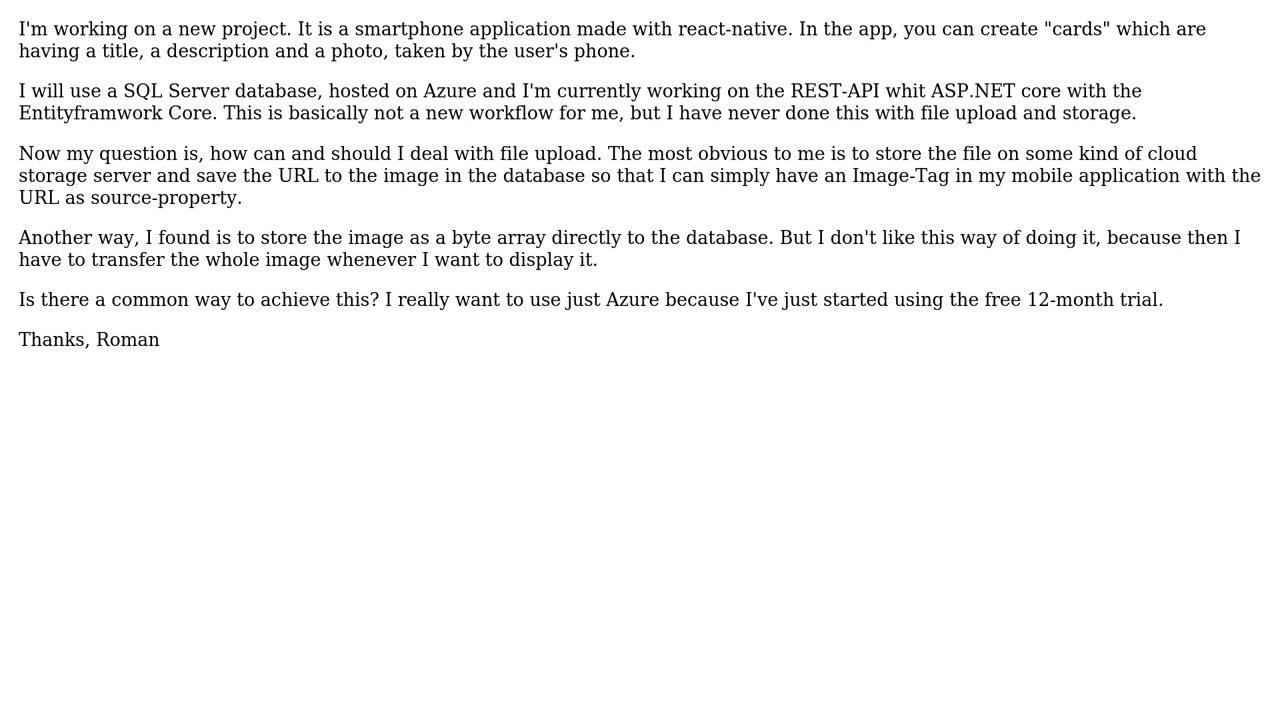 I'm working on a new project. It is a smartphone application made with react-native. In the app, you can create "cards" which are
having a title, a description and a photo, taken by the user's phone.
I will use a SQL Server database, hosted on Azure and I'm currently working on the REST-API whit ASP.NET core with the
Entityframwork Core. This is basically not a new workflow for me, but I have never done this with file upload and storage.
Now my question is, how can and should I deal with file upload. The most obvious to me is to store the file on some kind of cloud
storage server and save the URL to the image in the database so that I can simply have an Image-Tag in my mobile application with the
URL as source-property.
Another way, I found is to store the image as a byte array directly to the database. But I don't like this way of doing it, because then I
have to transfer the whole image whenever I want to display it.
Is there a common way to achieve this? I really want to use just Azure because I've just started using the free 12-month trial.
Thanks, Roman